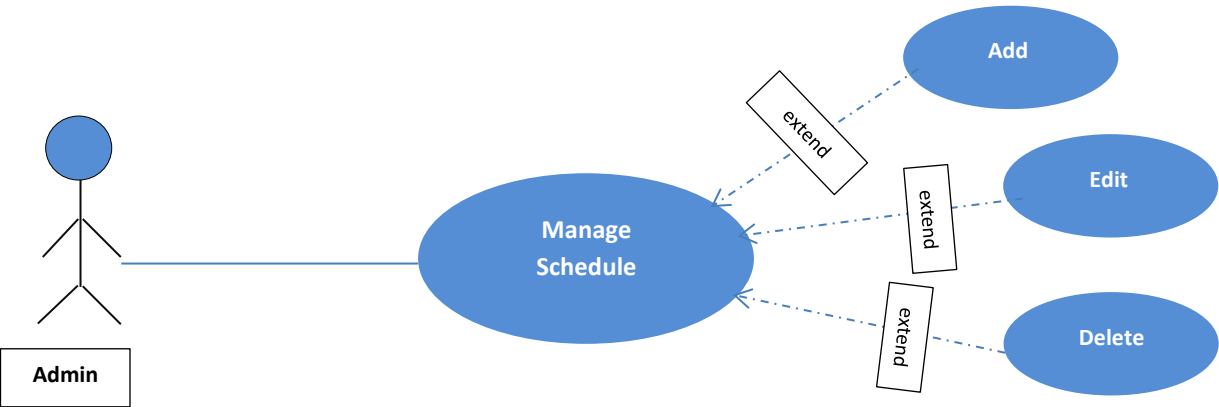 Add
extend
Edit
extend
Manage
Schedule
extend
Delete
Admin